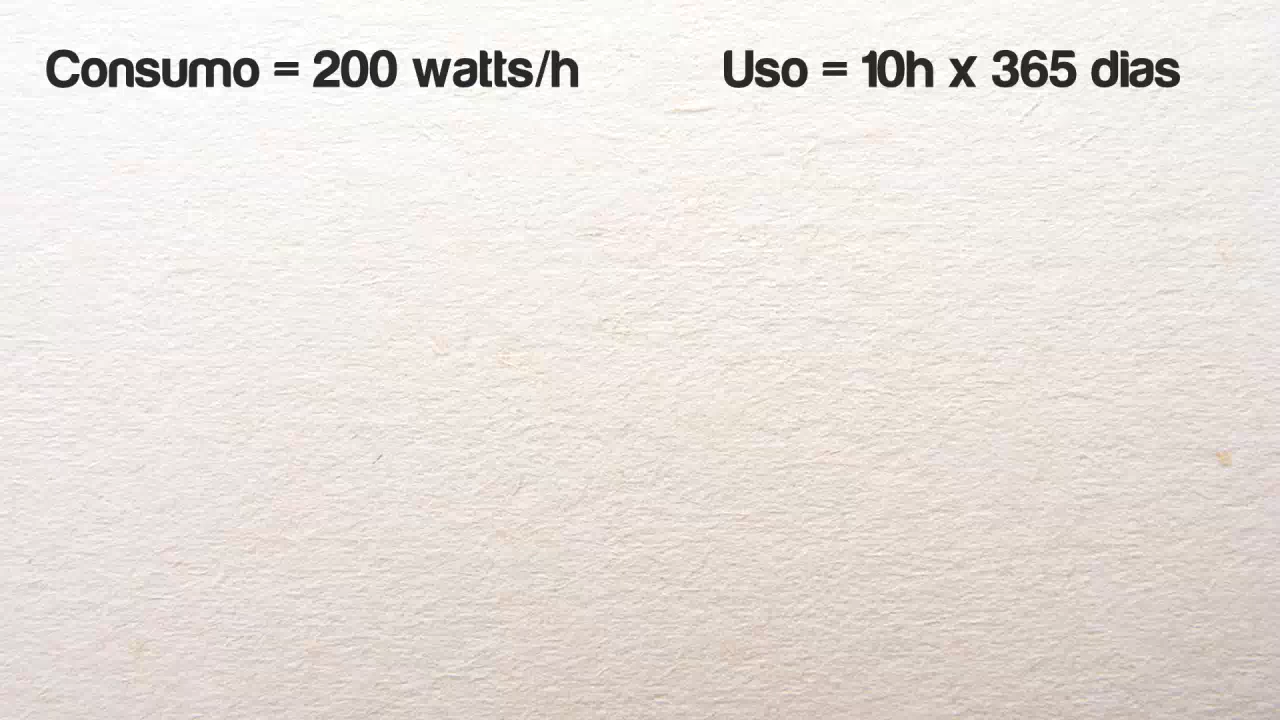 Consumo = 200 watts/h
Uso = 10h x 365 dias